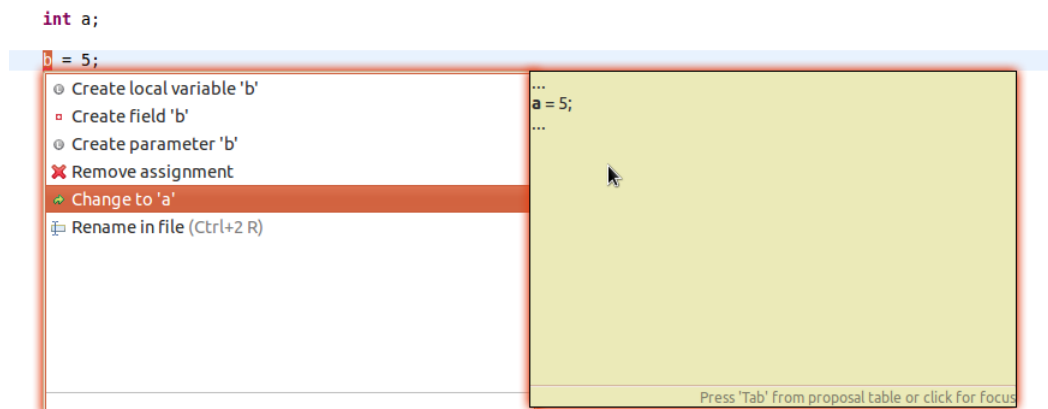 int a;
b = 5;
Create local variable 'b'
Create field 'b'
Create parameter 'b'
Remove assignment
Change to 'a'
Rename in file (Ctrl+2 R)
...
a = 5;
...
Press 'Tab' from proposal table or click for focus